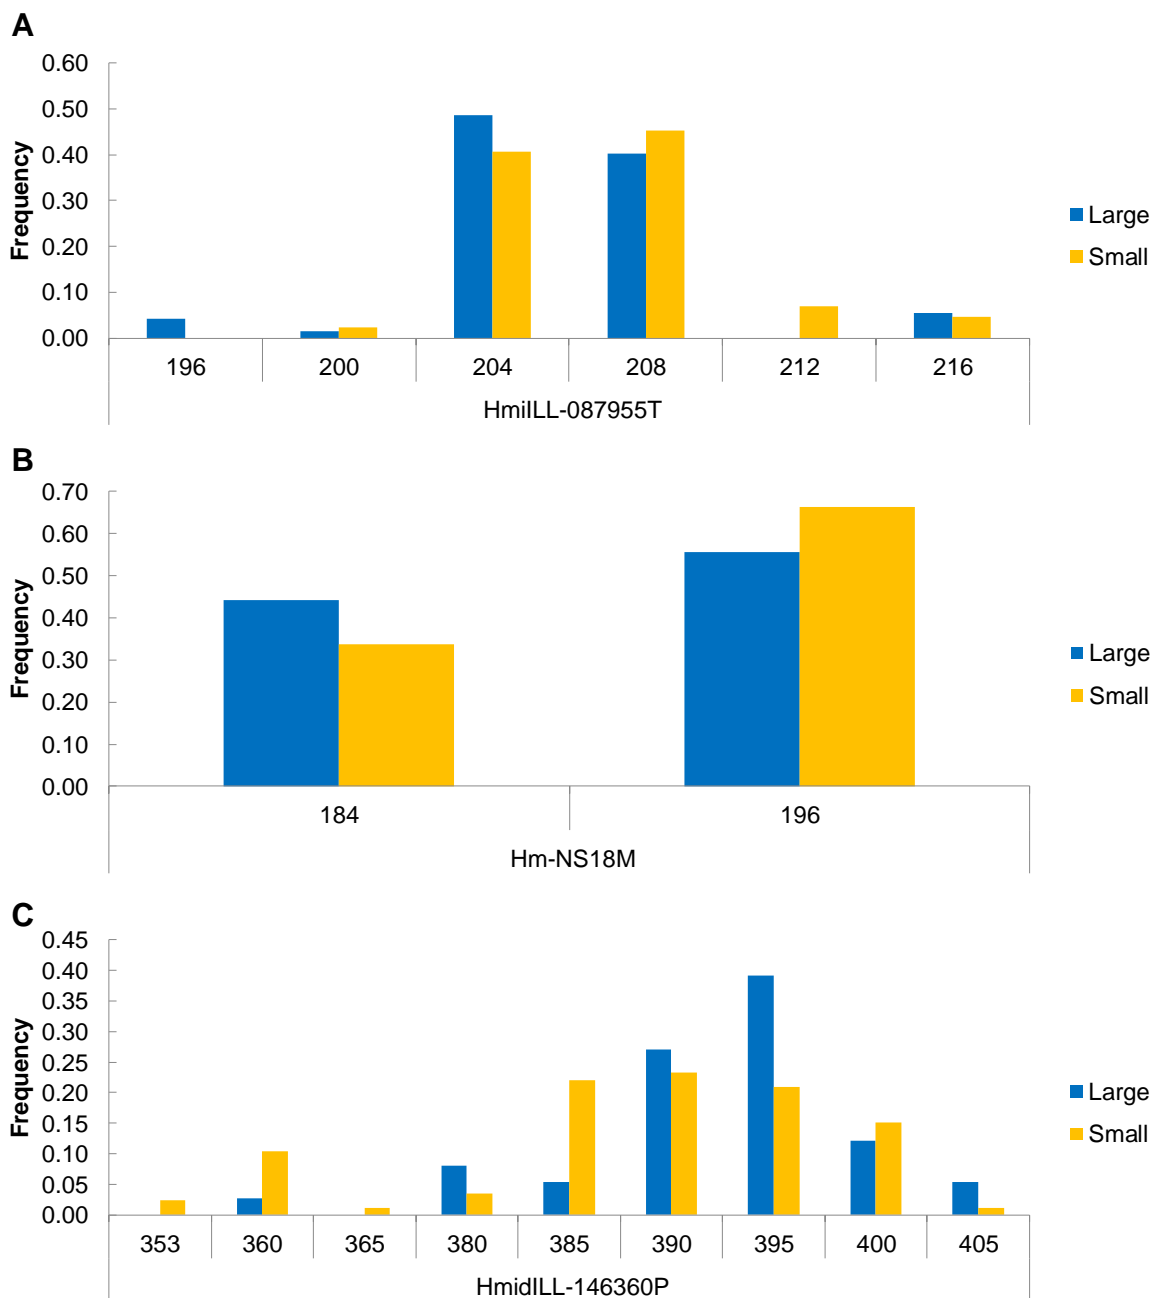 A
0.60
0.50
0.40
0.30
0.20
0.10
0.00
Frequency
196 200 204 208 212 216
HmiILL-087955T
Large
Small
B
0.70
0.60
0.50
0.40
0.30
0.20
0.10
0.00
Frequency
184 196
Hm-NS18M
Large
Small
C
0.45
0.40
0.35
0.30
0.25
0.20
0.15
0.10
0.05
0.00
Frequency
353 360 365 380 385 390 395 400 405
HmidILL-146360P
Large
Small